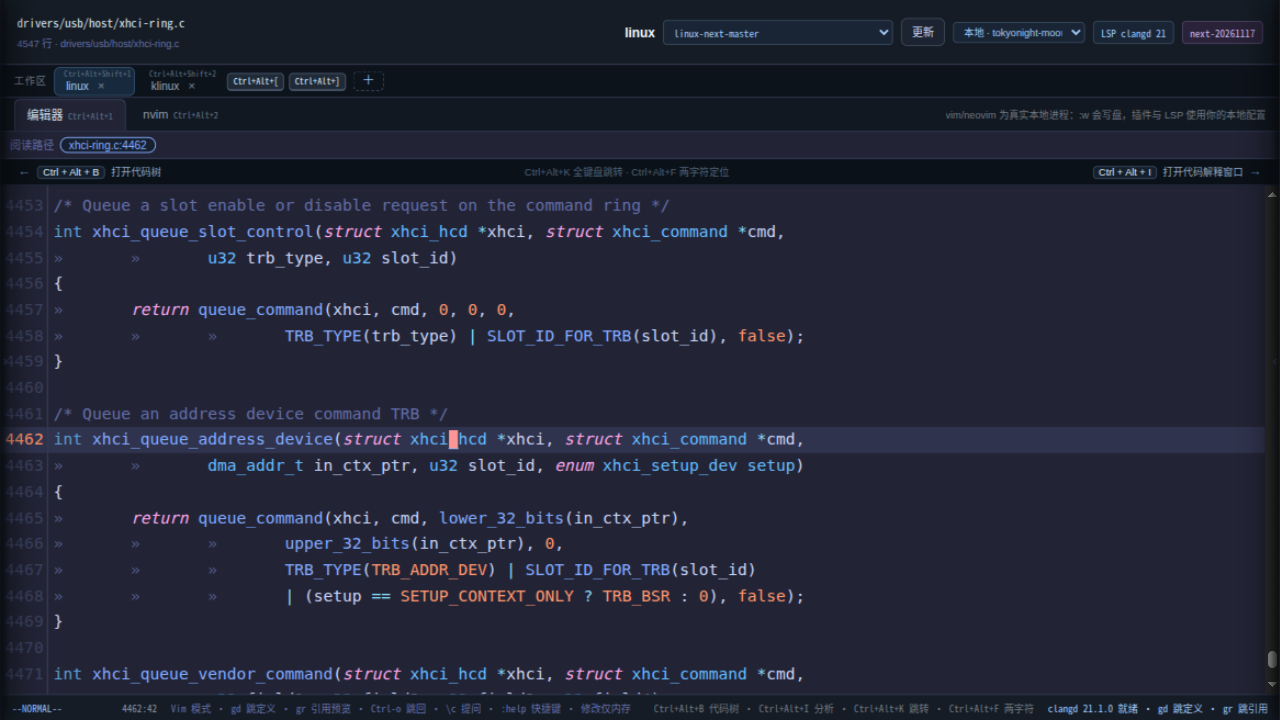 drivers/usb/host/xhci-ring.c
4547 行 · drivers/usb/host/xhci-ring.c
linux linux-next-master 更新 本地 · tokyonight-moon LSP clangd 21 next-20261117
工作区 Ctrl+Alt+Shift+1 linux × Ctrl+Alt+Shift+2 klinux × Ctrl+Alt+[ Ctrl+Alt+] +
编辑器 Ctrl+Alt+1 nvim Ctrl+Alt+2 vim/neovim 为真实本地进程：:w 会写盘，插件与 LSP 使用你的本地配置
阅读路径 xhci-ring.c:4462
← Ctrl + Alt + B 打开代码树 Ctrl+Alt+K 全键盘跳转 · Ctrl+Alt+F 两字符定位 Ctrl + Alt + I 打开代码解释窗口 →
4453 /* Queue a slot enable or disable request on the command ring */
4454 int xhci_queue_slot_control(struct xhci_hcd *xhci, struct xhci_command *cmd,
4455 » » u32 trb_type, u32 slot_id)
4456 {
4457 » return queue_command(xhci, cmd, 0, 0, 0,
4458 » » » TRB_TYPE(trb_type) | SLOT_ID_FOR_TRB(slot_id), false);
4459 }
4460
4461 /* Queue an address device command TRB */
4462 int xhci_queue_address_device(struct xhci hcd *xhci, struct xhci_command *cmd,
4463 » » dma_addr_t in_ctx_ptr, u32 slot_id, enum xhci_setup_dev setup)
4464 {
4465 » return queue_command(xhci, cmd, lower_32_bits(in_ctx_ptr),
4466 » » » upper_32_bits(in_ctx_ptr), 0,
4467 » » » TRB_TYPE(TRB_ADDR_DEV) | SLOT_ID_FOR_TRB(slot_id)
4468 » » » | (setup == SETUP_CONTEXT_ONLY ? TRB_BSR : 0), false);
4469 }
4470
4471 int xhci_queue_vendor_command(struct xhci_hcd *xhci, struct xhci_command *cmd,
--NORMAL-- 4462:42 Vim 模式 · gd 跳定义 · gr 引用预览 · Ctrl-o 跳回 · \c 提问 · :help 快捷键 · 修改仅内存 Ctrl+Alt+B 代码树 · Ctrl+Alt+I 分析 · Ctrl+Alt+K 跳转 · Ctrl+Alt+F 两字符 clangd 21.1.0 就绪 · gd 跳定义 · gr 跳引用